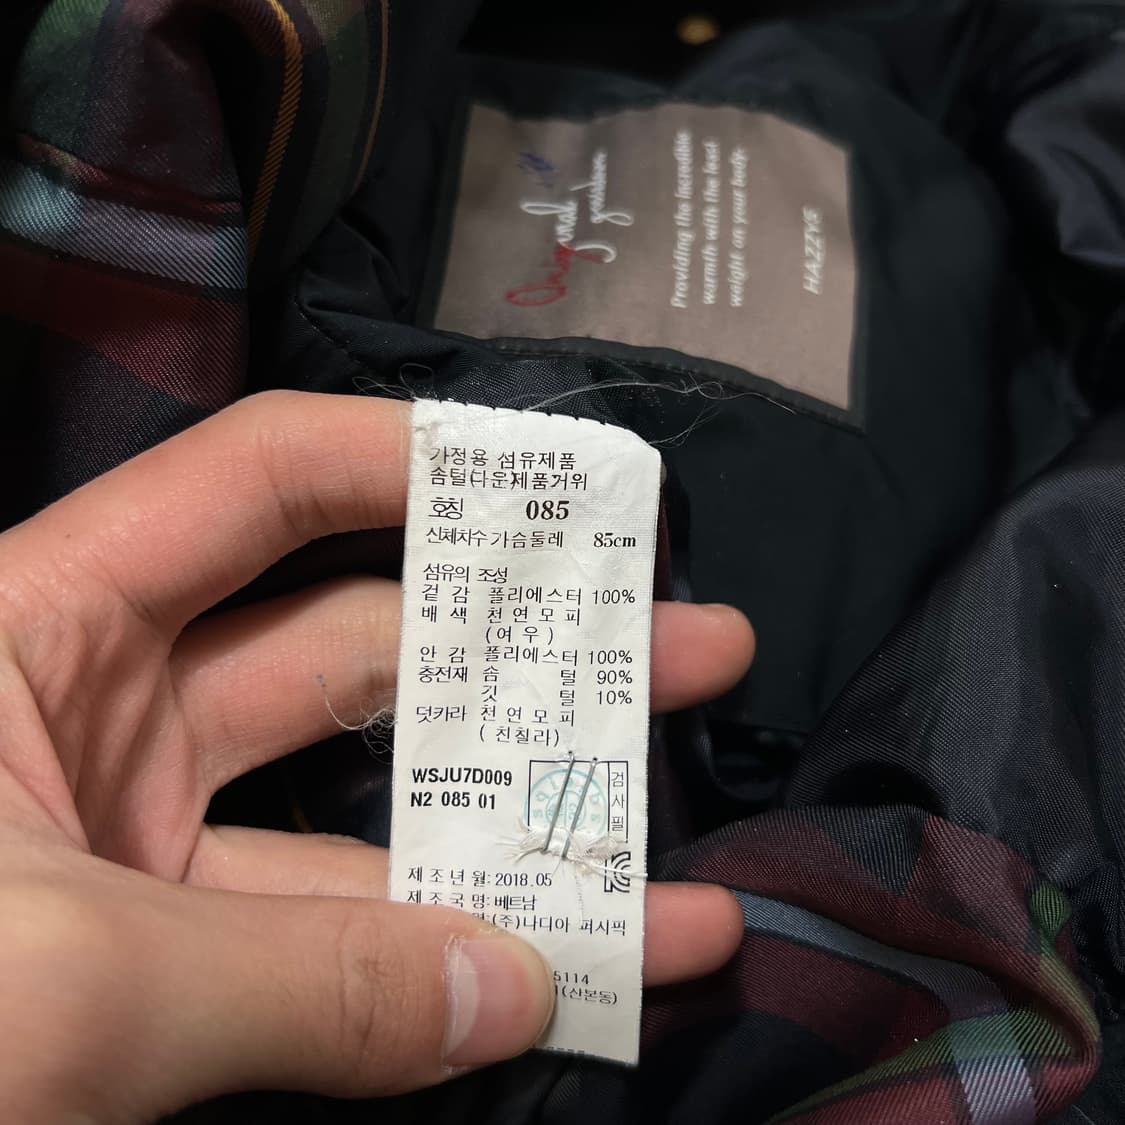 Original
garden
Providing the incredible
warmth with the least
weight on your body.
HAZZYS
가정용 섬유제품
솜털(다운)제품거위
호칭 085
신체치수가슴둘레 85cm
섬유의 조성
겉 감 폴리에스터 100%
배 색 천 연 모 피
(여 우)
안 감 폴리에스터 100%
충전재 솜 털 90%
깃 털 10%
덧카라 천 연 모 피
(친칠라)
WSJU7D009
N2 085 01
검
사
필
제 조 년 월: 2018.05
제 조 국 명: 베트남
명:(주)나디아 퍼시픽
5114
(산본동)